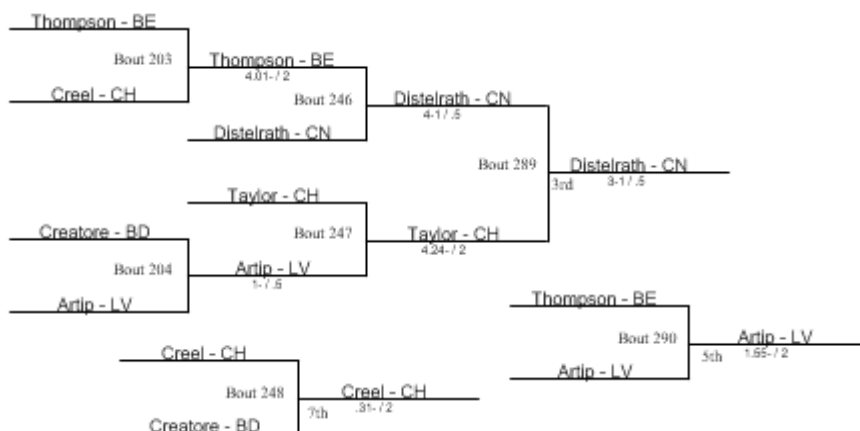 Thompson - BE
Bout 203
Thompson - BE
4.01- / 2
Creel - CH
Bout 246
Distelrath - CN
4-1 / .5
Distelrath - CN
Bout 289
Distelrath - CN
3-1 / .5
3rd
Taylor - CH
Creatore - BD
Bout 247
Taylor - CH
4.24- / 2
Bout 204
Artip - LV
1- / .5
Artip - LV
Thompson - BE
Bout 290
Artip - LV
1.55- / 2
5th
Artip - LV
Creel - CH
Bout 248
Creel - CH
.31- / 2
7th
Creatore - BD